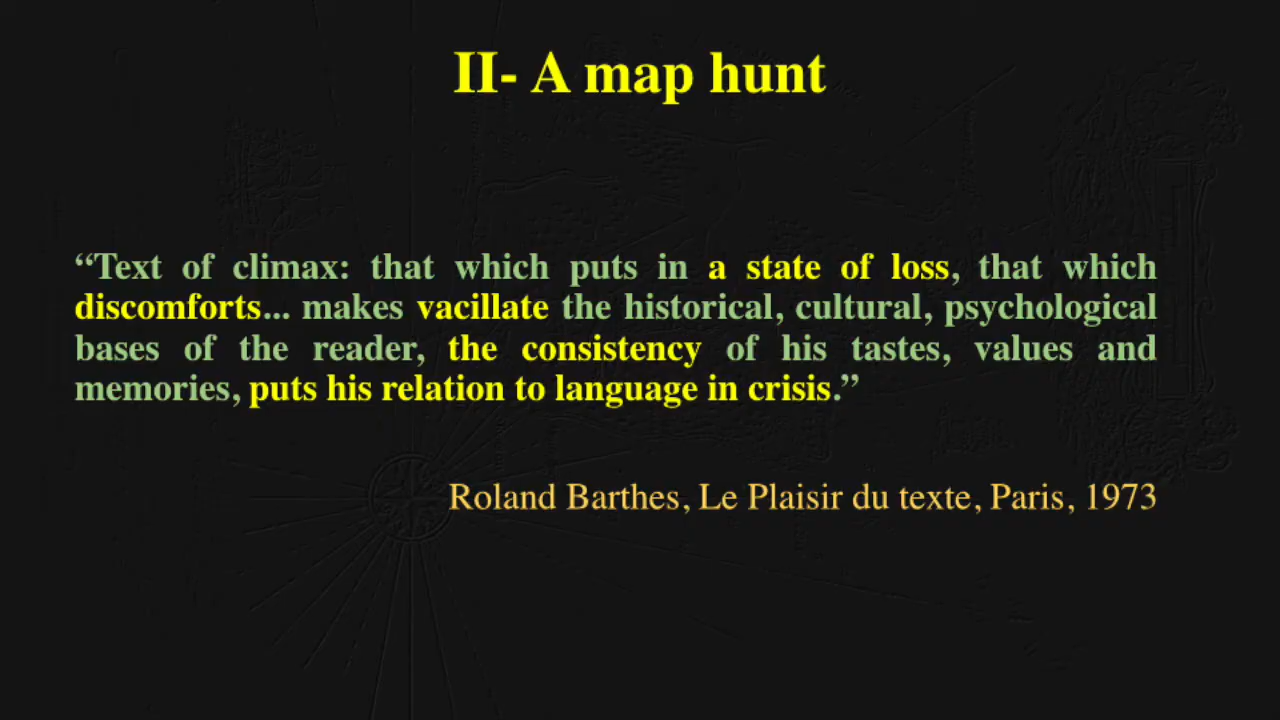 II- A map hunt
“Text of climax: that which puts in a state of loss, that which
discomforts... makes vacillate the historical, cultural, psychological
bases of the reader, the consistency of his tastes, values and
memories, puts his relation to language in crisis.”
Roland Barthes, Le Plaisir du texte, Paris, 1973